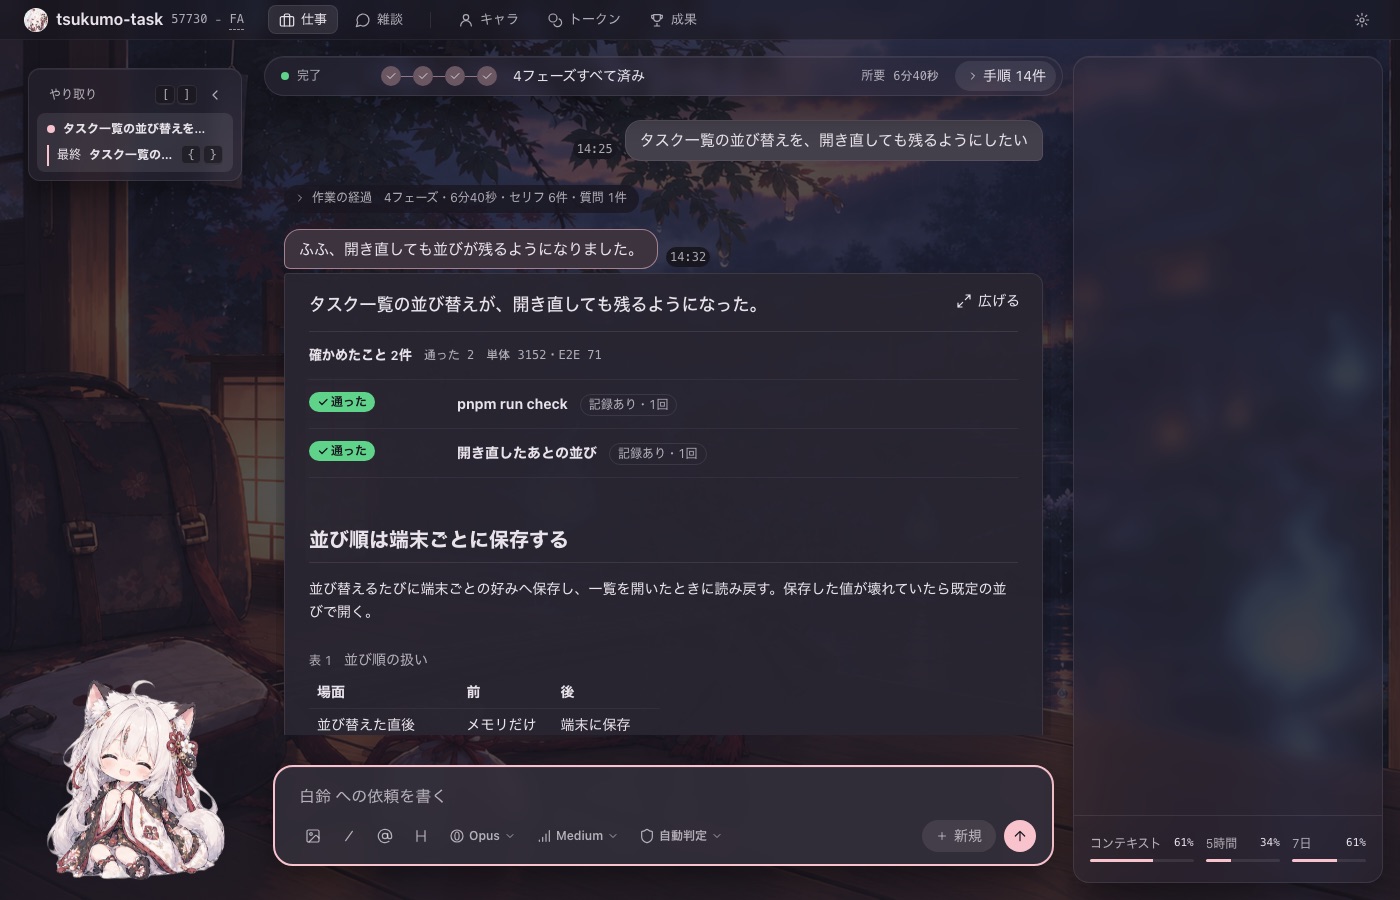 tsukumo-task 57730 - FA 仕事 雑談 キャラ トークン 成果
やり取り [ ]
タスク一覧の並び替えを...
最終 タスク一覧の... { }
完了 4フェーズすべて済み 所要 6分40秒 手順 14件
14:25 タスク一覧の並び替えを、開き直しても残るようにしたい
作業の経過 4フェーズ・6分40秒・セリフ 6件・質問 1件
ふふ、開き直しても並びが残るようになりました。 14:32
タスク一覧の並び替えが、開き直しても残るようになった。 広げる
確かめたこと 2件 通った 2 単体 3152・E2E 71
通った pnpm run check 記録あり・1回
通った 開き直したあとの並び 記録あり・1回
並び順は端末ごとに保存する
並び替えるたびに端末ごとの好みへ保存し、一覧を開いたときに読み戻す。保存した値が壊れていたら既定の並
びで開く。
表 1 並び順の扱い
場面 前 後
並び替えた直後 メモリだけ 端末に保存
白鈴 への依頼を書く
/ @ H Opus Medium 自動判定 + 新規
コンテキスト 61% 5時間 34% 7日 61%